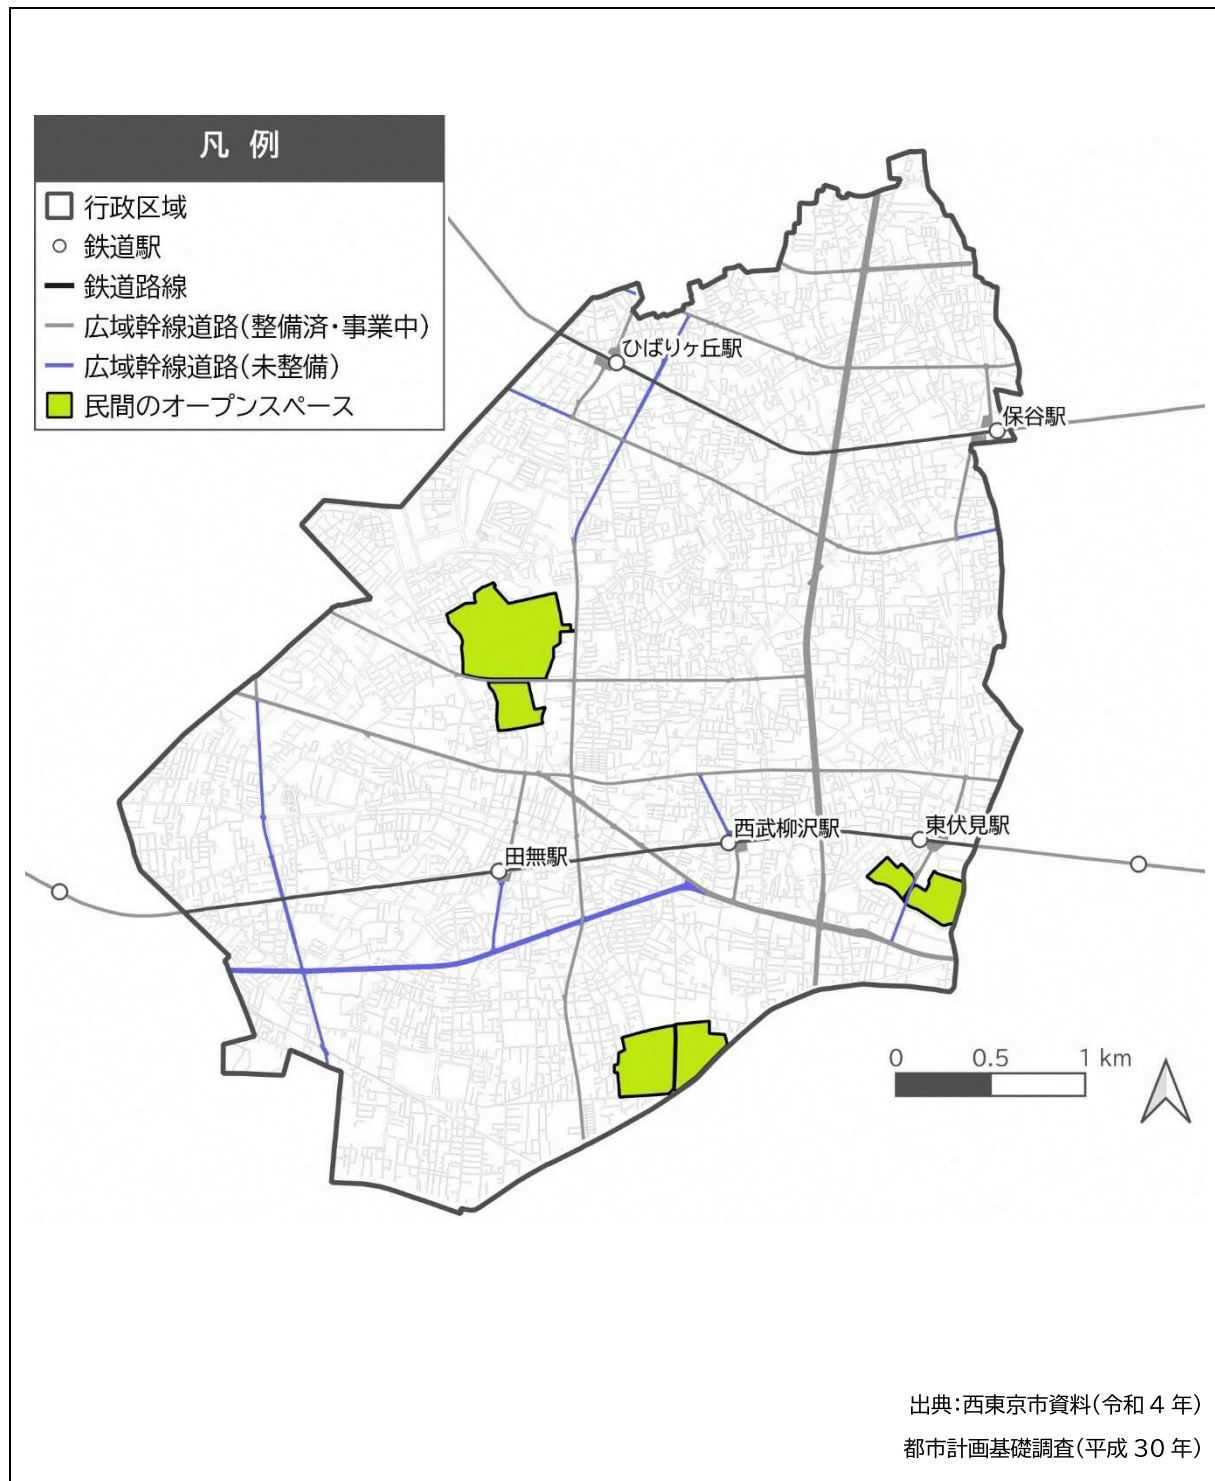 凡 例
行政区域
鉄道駅
鉄道路線
広域幹線道路(整備済・事業中)
広域幹線道路(未整備)
民間のオープンスペース
ひばりヶ丘駅
保谷駅
西武柳沢駅
東伏見駅
田無駅
0 0.5 1 km
出典:西東京市資料(令和 4 年)
都市計画基礎調査(平成 30 年)